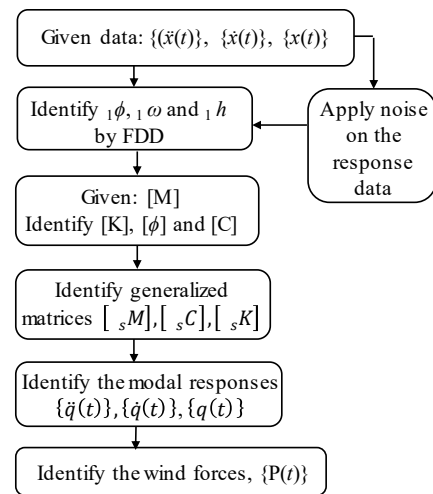 Given data: {(ẍ(t)}, {ẋ(t)}, {x(t)}
Identify ₁ϕ, ₁ω and ₁h
by FDD
Apply noise
on the
response
data
Given: [M]
Identify [K], [ϕ] and [C]
Identify generalized
matrices [ ₛM],[ ₛC],[ ₛK]
Identify the modal responses
{q̈(t)},{q̇(t)},{q(t)}
Identify the wind forces, {P(t)}